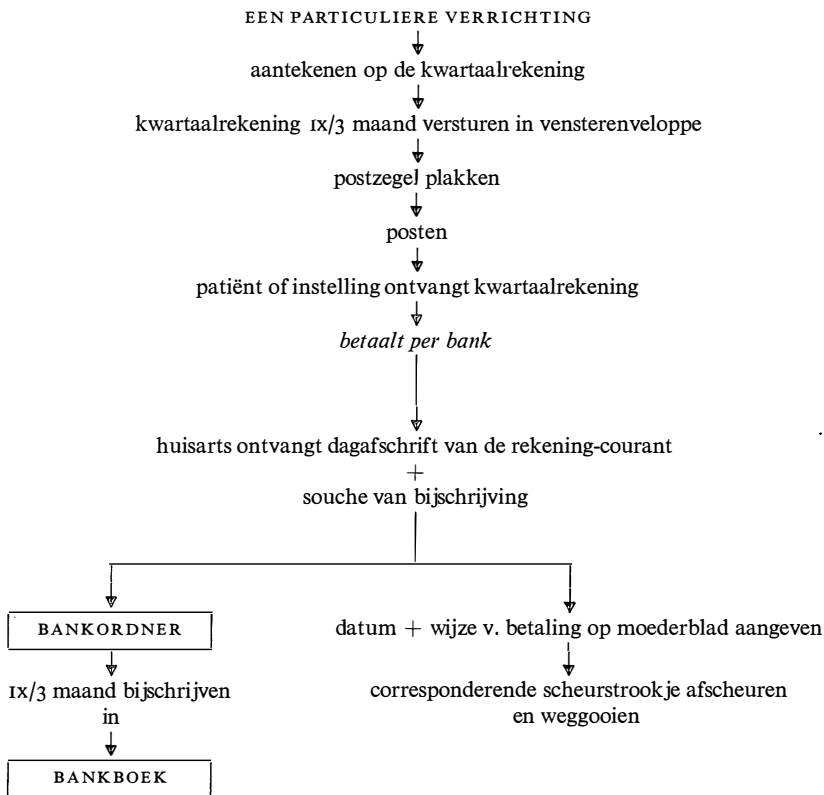 EEN PARTICULIERE VERRICHTING
aantekenen op de kwartaalrekening
kwartaalrekening 1x/3 maand versturen in vensterenveloppe
postzegel plakken
posten
patiënt of instelling ontvangt kwartaalrekening
betaalt per bank
huisarts ontvangt dagafschrift van de rekening-courant
+
souche van bijschrijving
BANKORDNER
1x/3 maand bijschrijven
in
BANKBOEK
datum + wijze v. betaling op moederblad aangeven
corresponderende scheurstrookje afscheuren
en weggooien